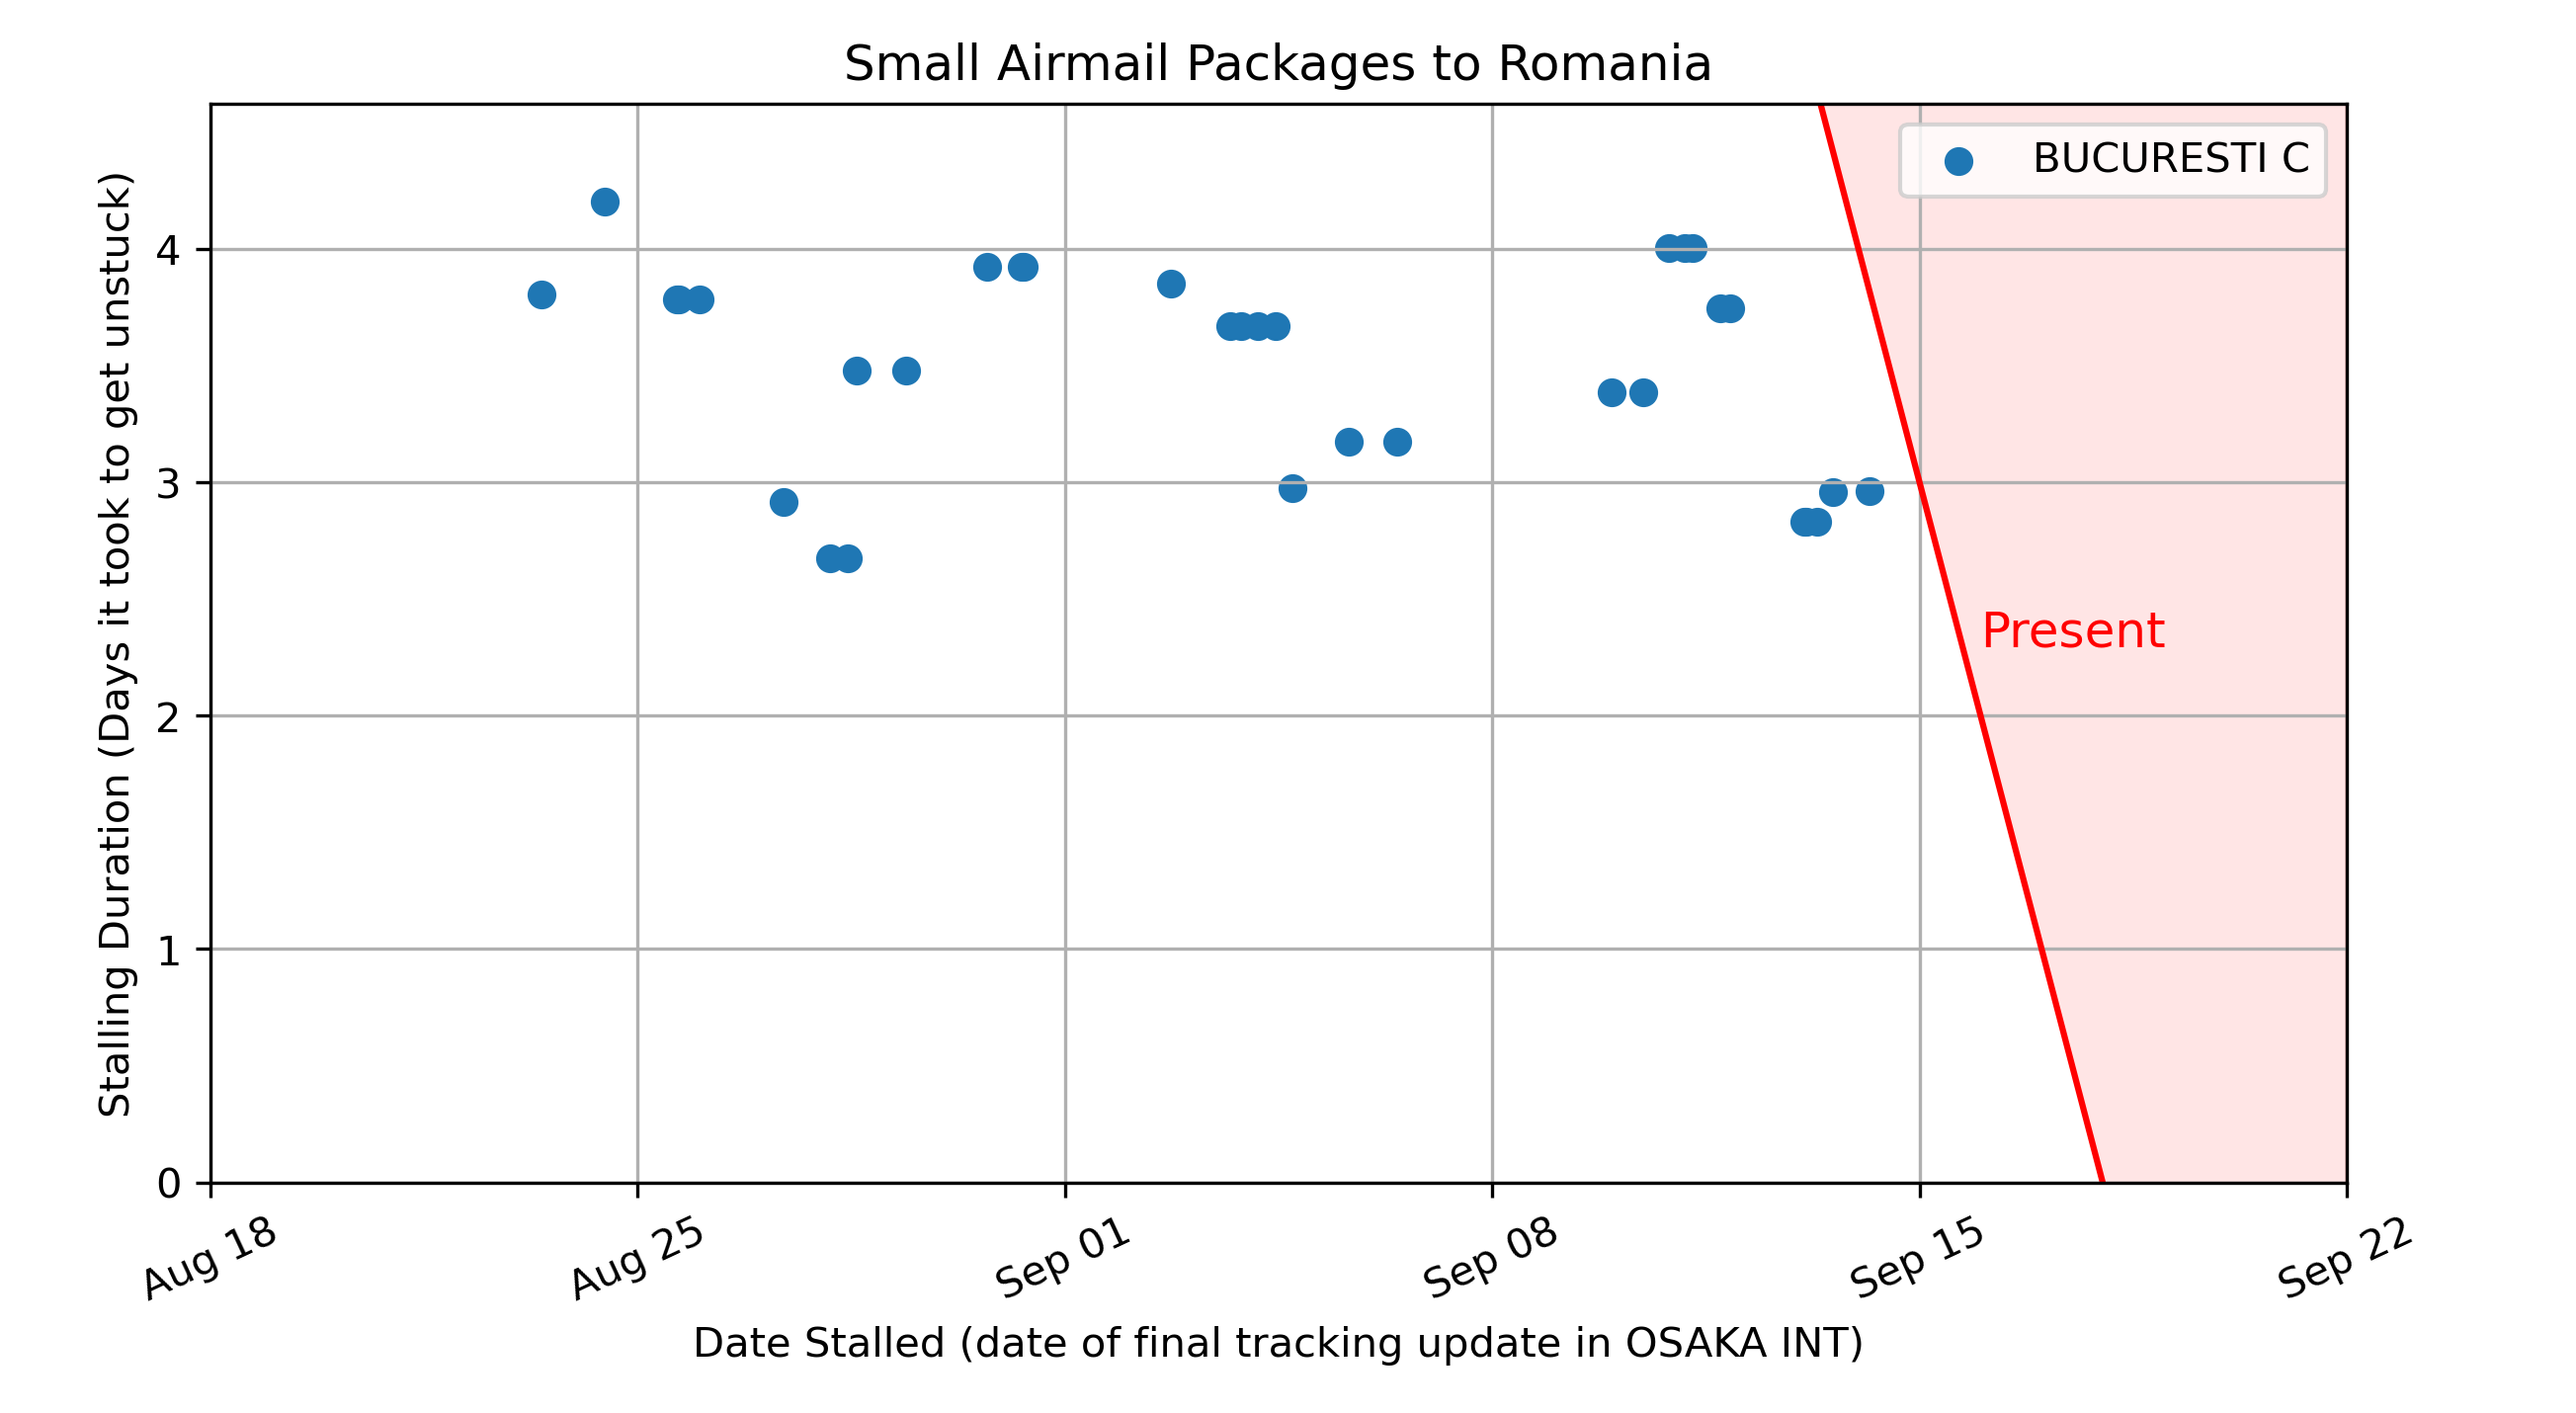 Small Airmail Packages to Romania
BUCURESTI C
Present
Stalling Duration (Days it took to get unstuck)
4
3
2
1
0
Aug 18
Aug 25
Sep 01
Sep 08
Sep 15
Sep 22
Date Stalled (date of final tracking update in OSAKA INT)